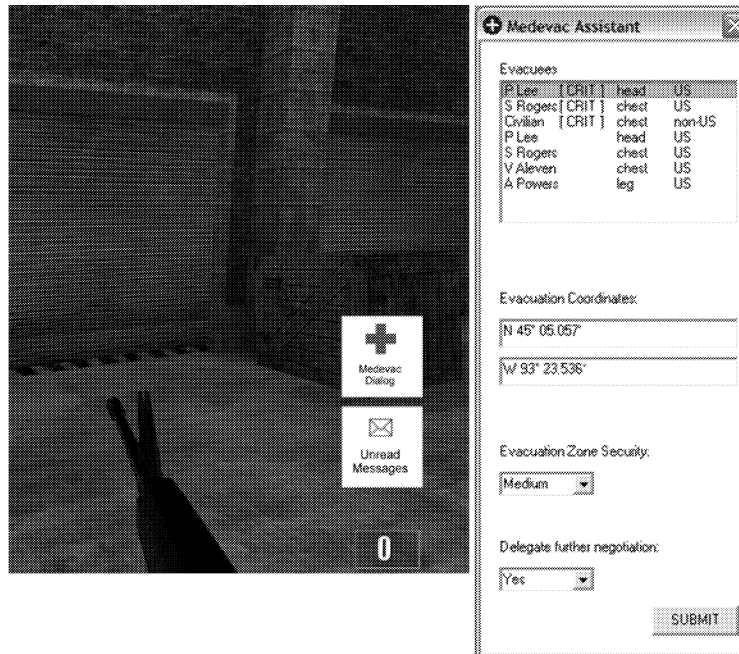 Medevac
Dialog
Unread
Messages
0
Medevac Assistant
Evacuees
P Lee [ CRIT ] head US
S Rogers [ CRIT ] chest US
Civilian [ CRIT ] chest non-US
P Lee head US
S Rogers chest US
V Aleven chest US
A Powers leg US
Evacuation Coordinates:
N 45° 05.057'
W 93° 23.536'
Evacuation Zone Security:
Medium
Delegate further negotiation:
Yes
SUBMIT